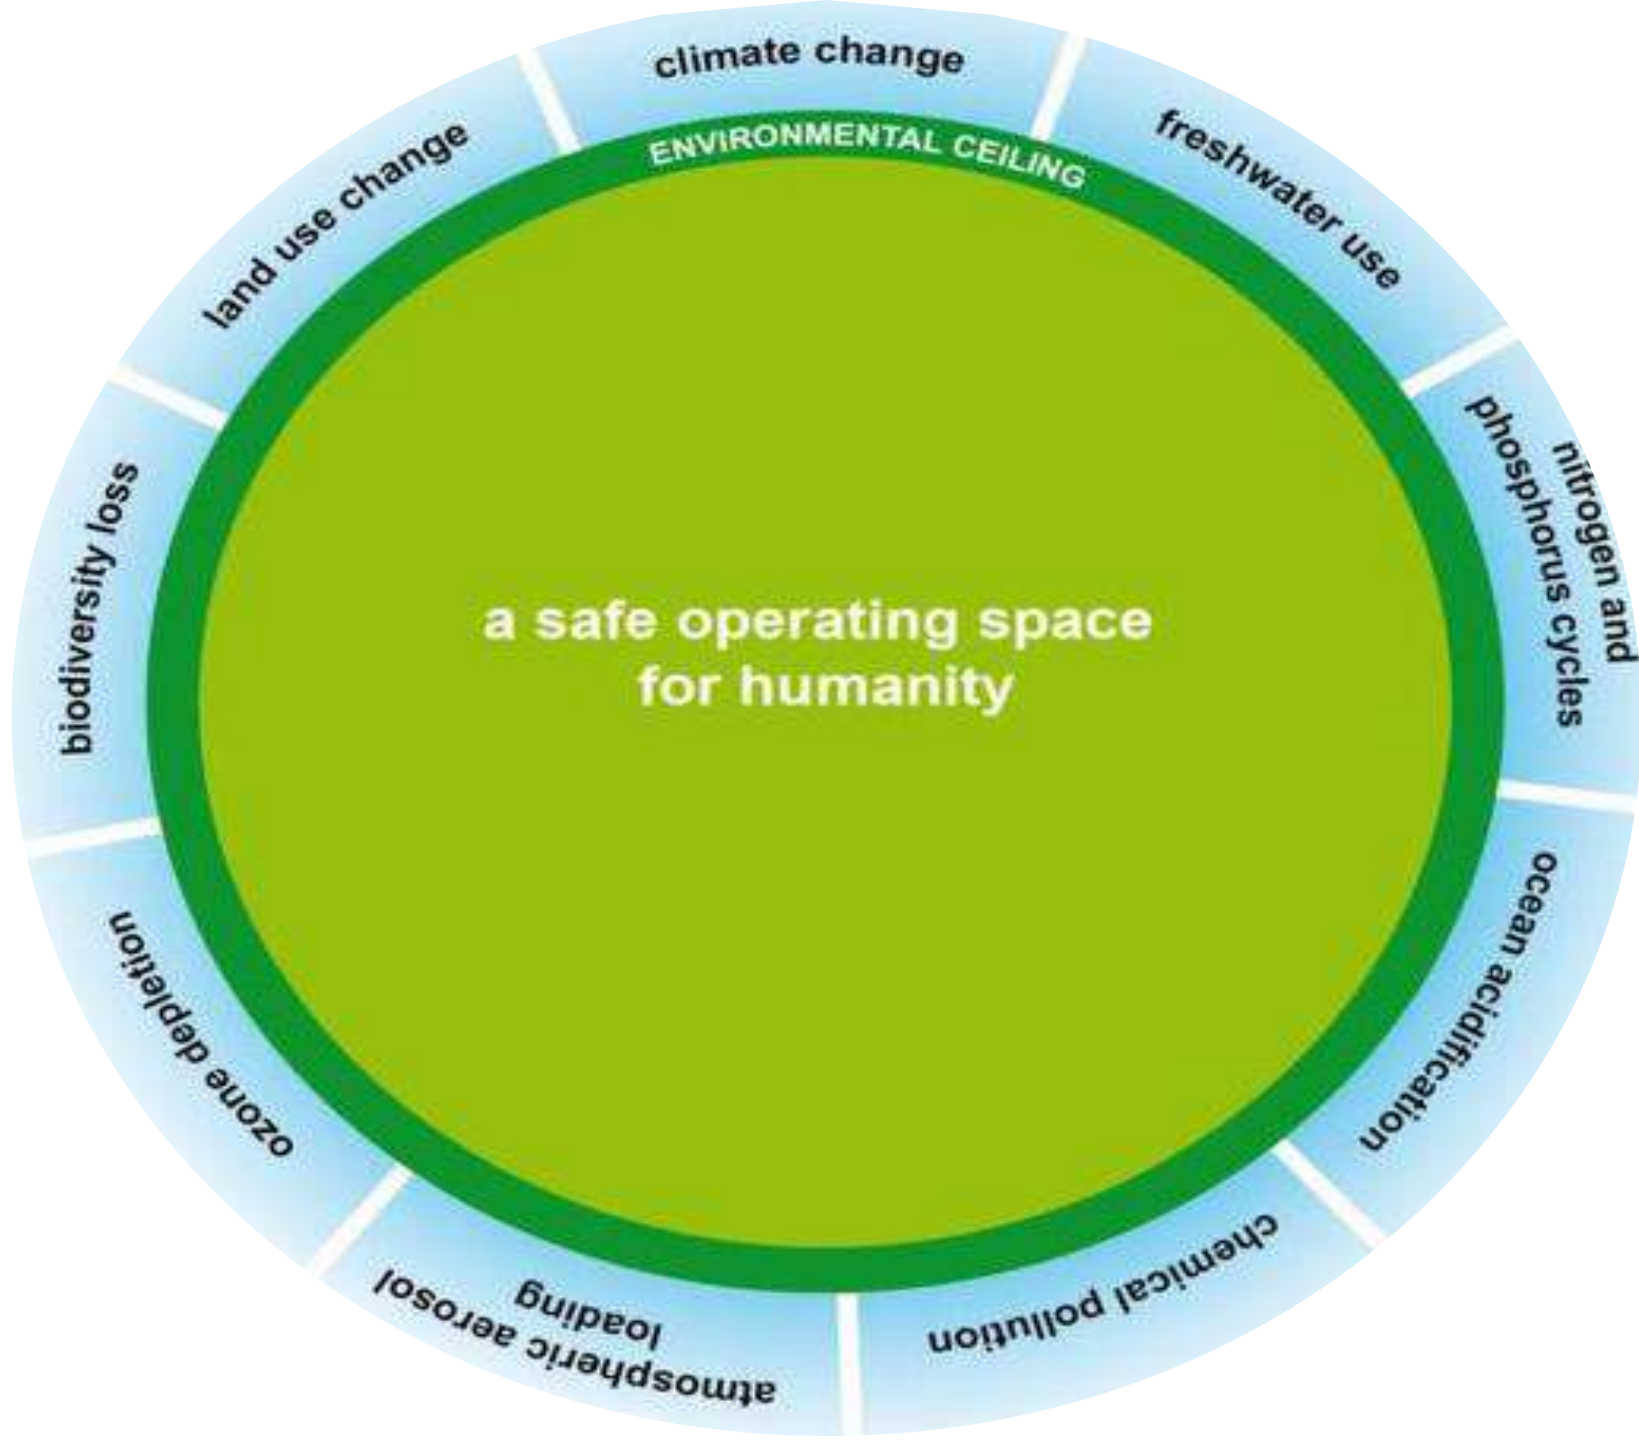 climate change
freshwater use
nitrogen and
phosphorus cycles
ocean acidification
chemical pollution
atmospheric aerosol
loading
ozone depletion
biodiversity loss
land use change
ENVIRONMENTAL CEILING
a safe operating space
for humanity